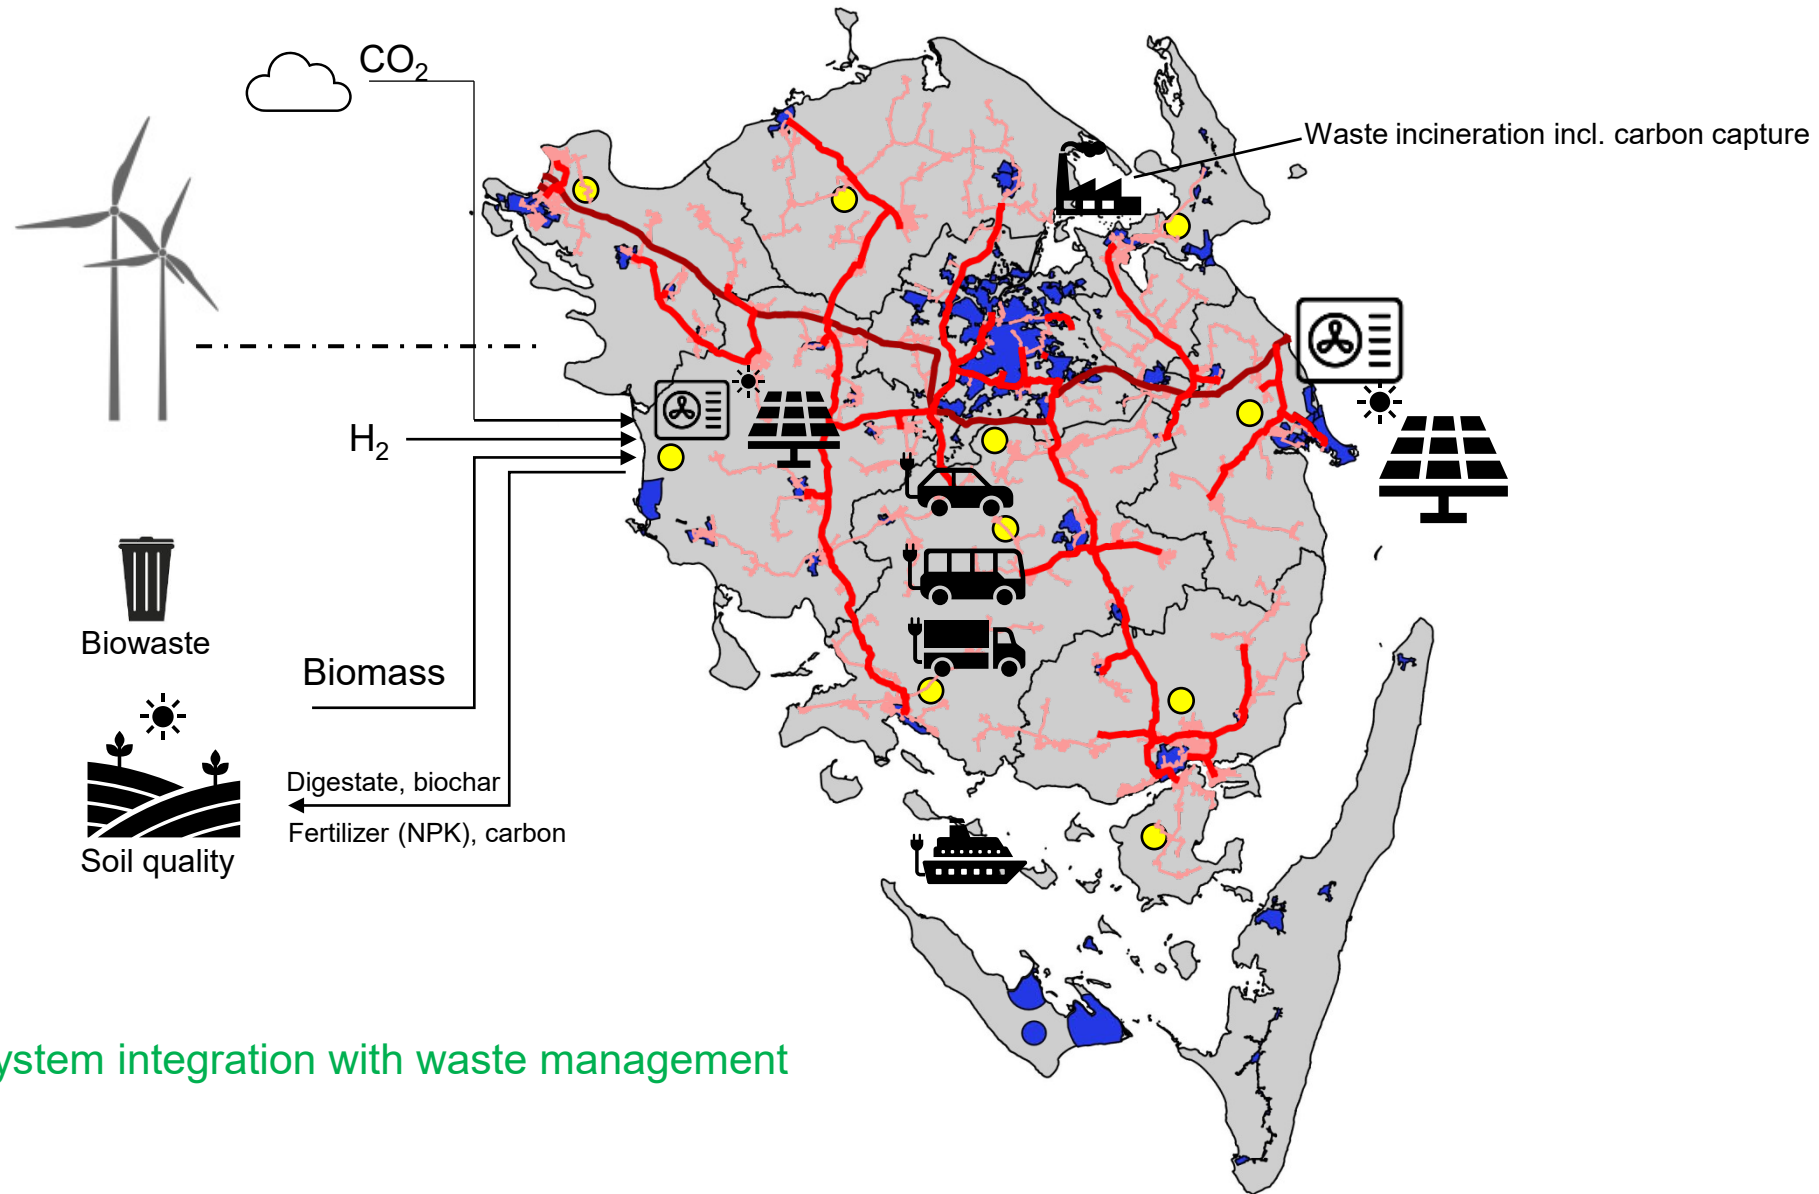 CO₂
Waste incineration incl. carbon capture
H₂
Biowaste
Biomass
Digestate, biochar
Fertilizer (NPK), carbon
Soil quality
ystem integration with waste management